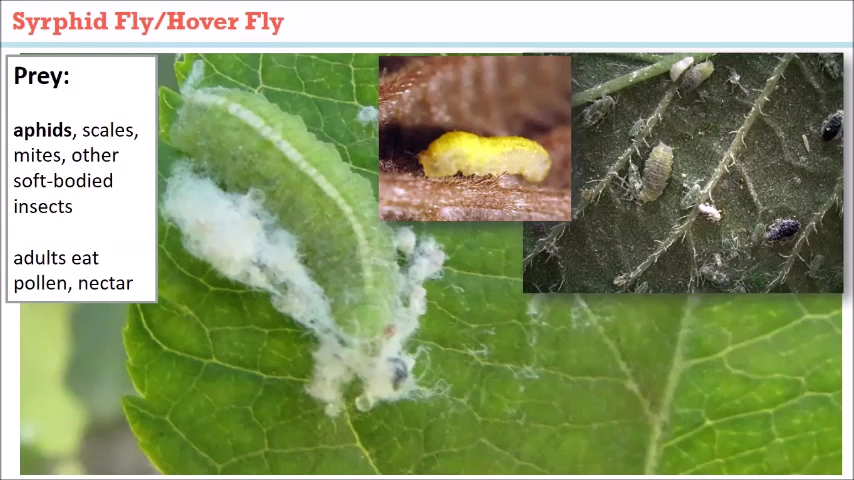 Syrphid Fly/Hover Fly
Prey:
aphids, scales,
mites, other
soft-bodied
insects
adults eat
pollen, nectar